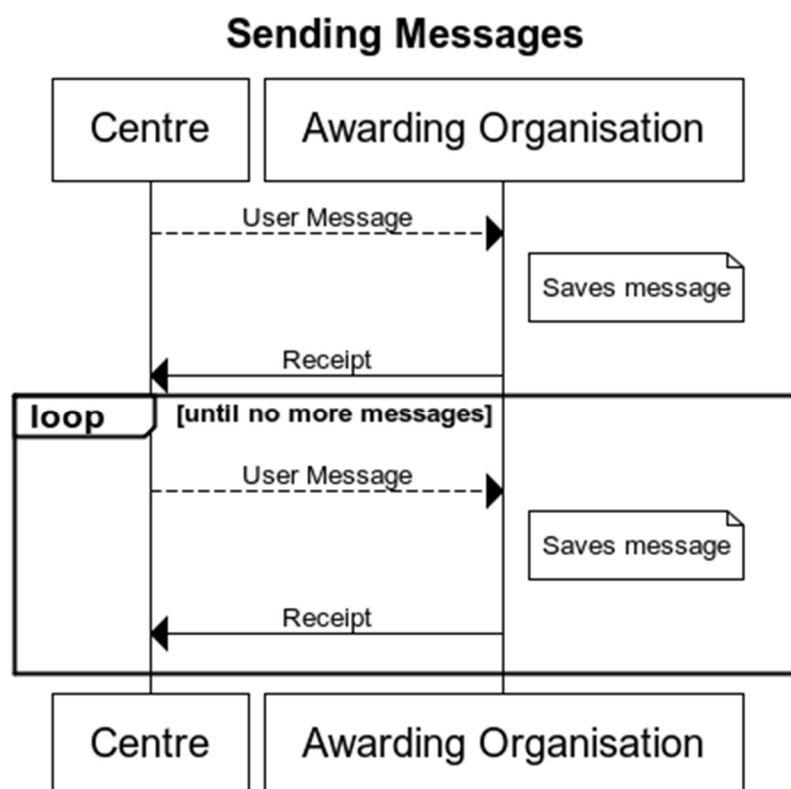 Sending Messages
Centre
Awarding Organisation
User Message
Saves message
Receipt
loop
[until no more messages]
User Message
Saves message
Receipt
Centre
Awarding Organisation